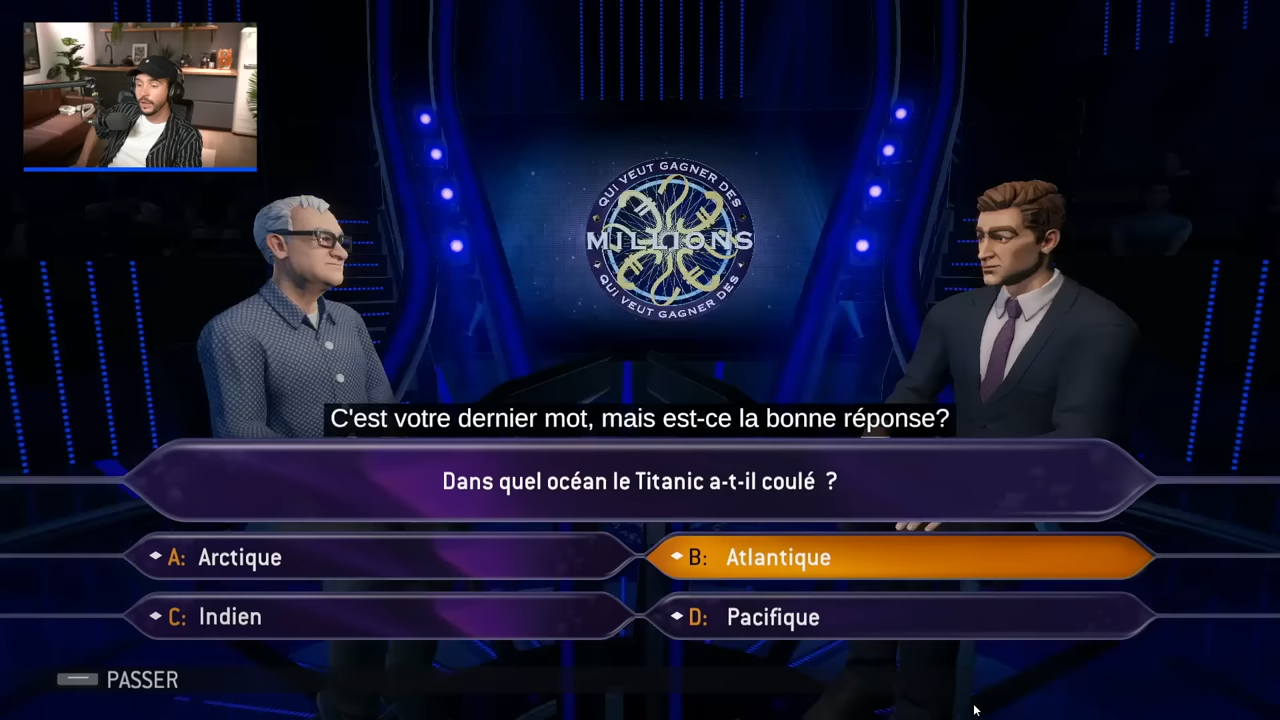 QUI VEUT GAGNER DES
MILLIONS
QUI VEUT GAGNER DES
C'est votre dernier mot, mais est-ce la bonne réponse?
Dans quel océan le Titanic a-t-il coulé ?
A: Arctique
B: Atlantique
C: Indien
D: Pacifique
PASSER